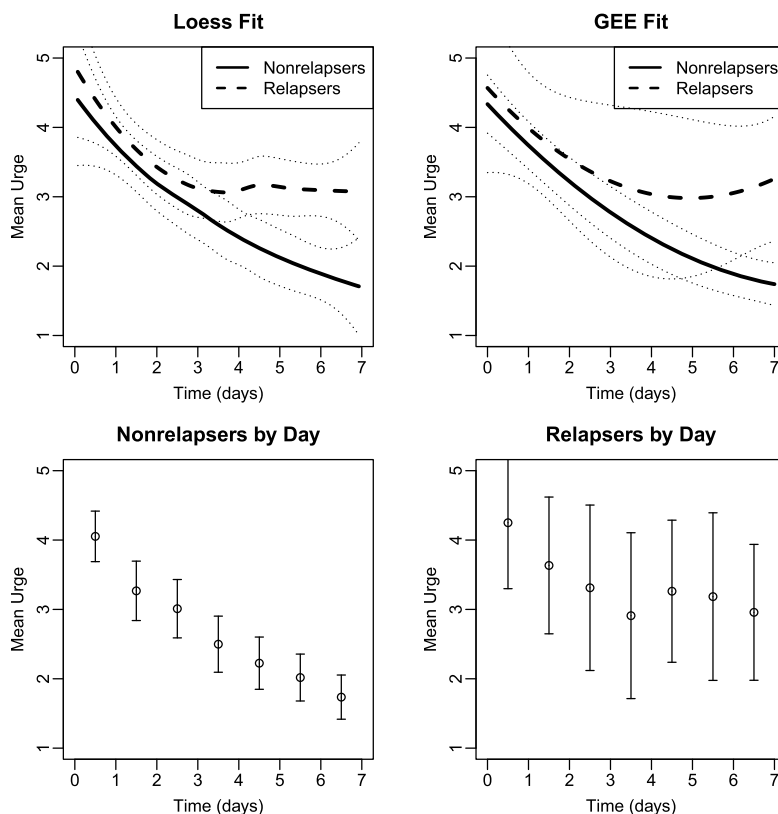 Loess Fit
Nonrelapsers
Relapsers
5
4
3
2
1
Mean Urge
0 1 2 3 4 5 6 7
Time (days)
GEE Fit
Nonrelapsers
Relapsers
5
4
3
2
1
Mean Urge
0 1 2 3 4 5 6 7
Time (days)
Nonrelapsers by Day
5
4
3
2
1
Mean Urge
0 1 2 3 4 5 6 7
Time (days)
Relapsers by Day
5
4
3
2
1
Mean Urge
0 1 2 3 4 5 6 7
Time (days)